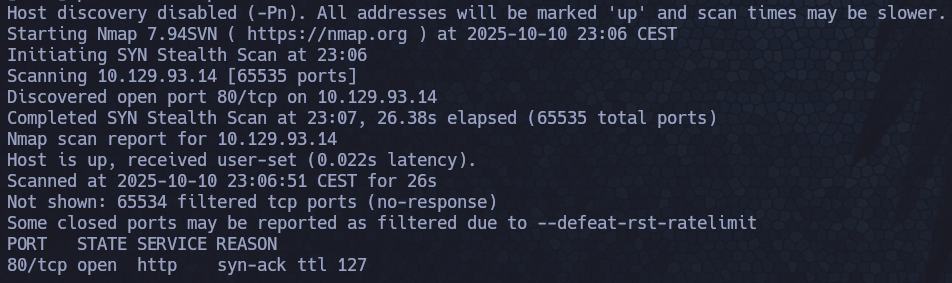 Host discovery disabled (-Pn). All addresses will be marked 'up' and scan times may be slower.
Starting Nmap 7.94SVN ( https://nmap.org ) at 2025-10-10 23:06 CEST
Initiating SYN Stealth Scan at 23:06
Scanning 10.129.93.14 [65535 ports]
Discovered open port 80/tcp on 10.129.93.14
Completed SYN Stealth Scan at 23:07, 26.38s elapsed (65535 total ports)
Nmap scan report for 10.129.93.14
Host is up, received user-set (0.022s latency).
Scanned at 2025-10-10 23:06:51 CEST for 26s
Not shown: 65534 filtered tcp ports (no-response)
Some closed ports may be reported as filtered due to --defeat-rst-ratelimit
PORT   STATE SERVICE REASON
80/tcp open  http    syn-ack ttl 127